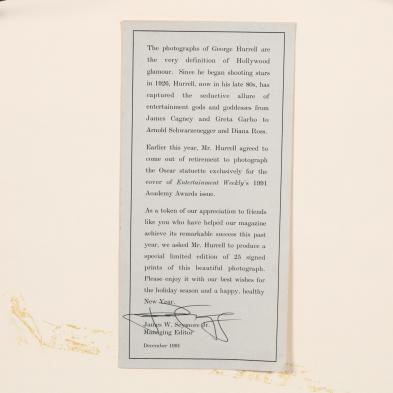 The photographs of George Hurrell are
the very definition of Hollywood
glamour. Since he began shooting stars
in 1926, Hurrell, now in his late 80s, has
captured the seductive allure of
entertainment gods and goddesses from
James Cagney and Greta Garbo to
Arnold Schwarzenegger and Diana Ross.
Earlier this year, Mr. Hurrell agreed to
come out of retirement to photograph
the Oscar statuette exclusively for the
cover of Entertainment Weekly's 1991
Academy Awards issue.
As a token of our appreciation to friends
like you who have helped our magazine
achieve its remarkable success this past
year, we asked Mr. Hurrell to produce a
special limited edition of 25 signed
prints of this beautiful photograph.
Please enjoy it with our best wishes for
the holiday season and a happy, healthy
New Year.
James W. Seymore Jr.
Managing Editor
December 1991